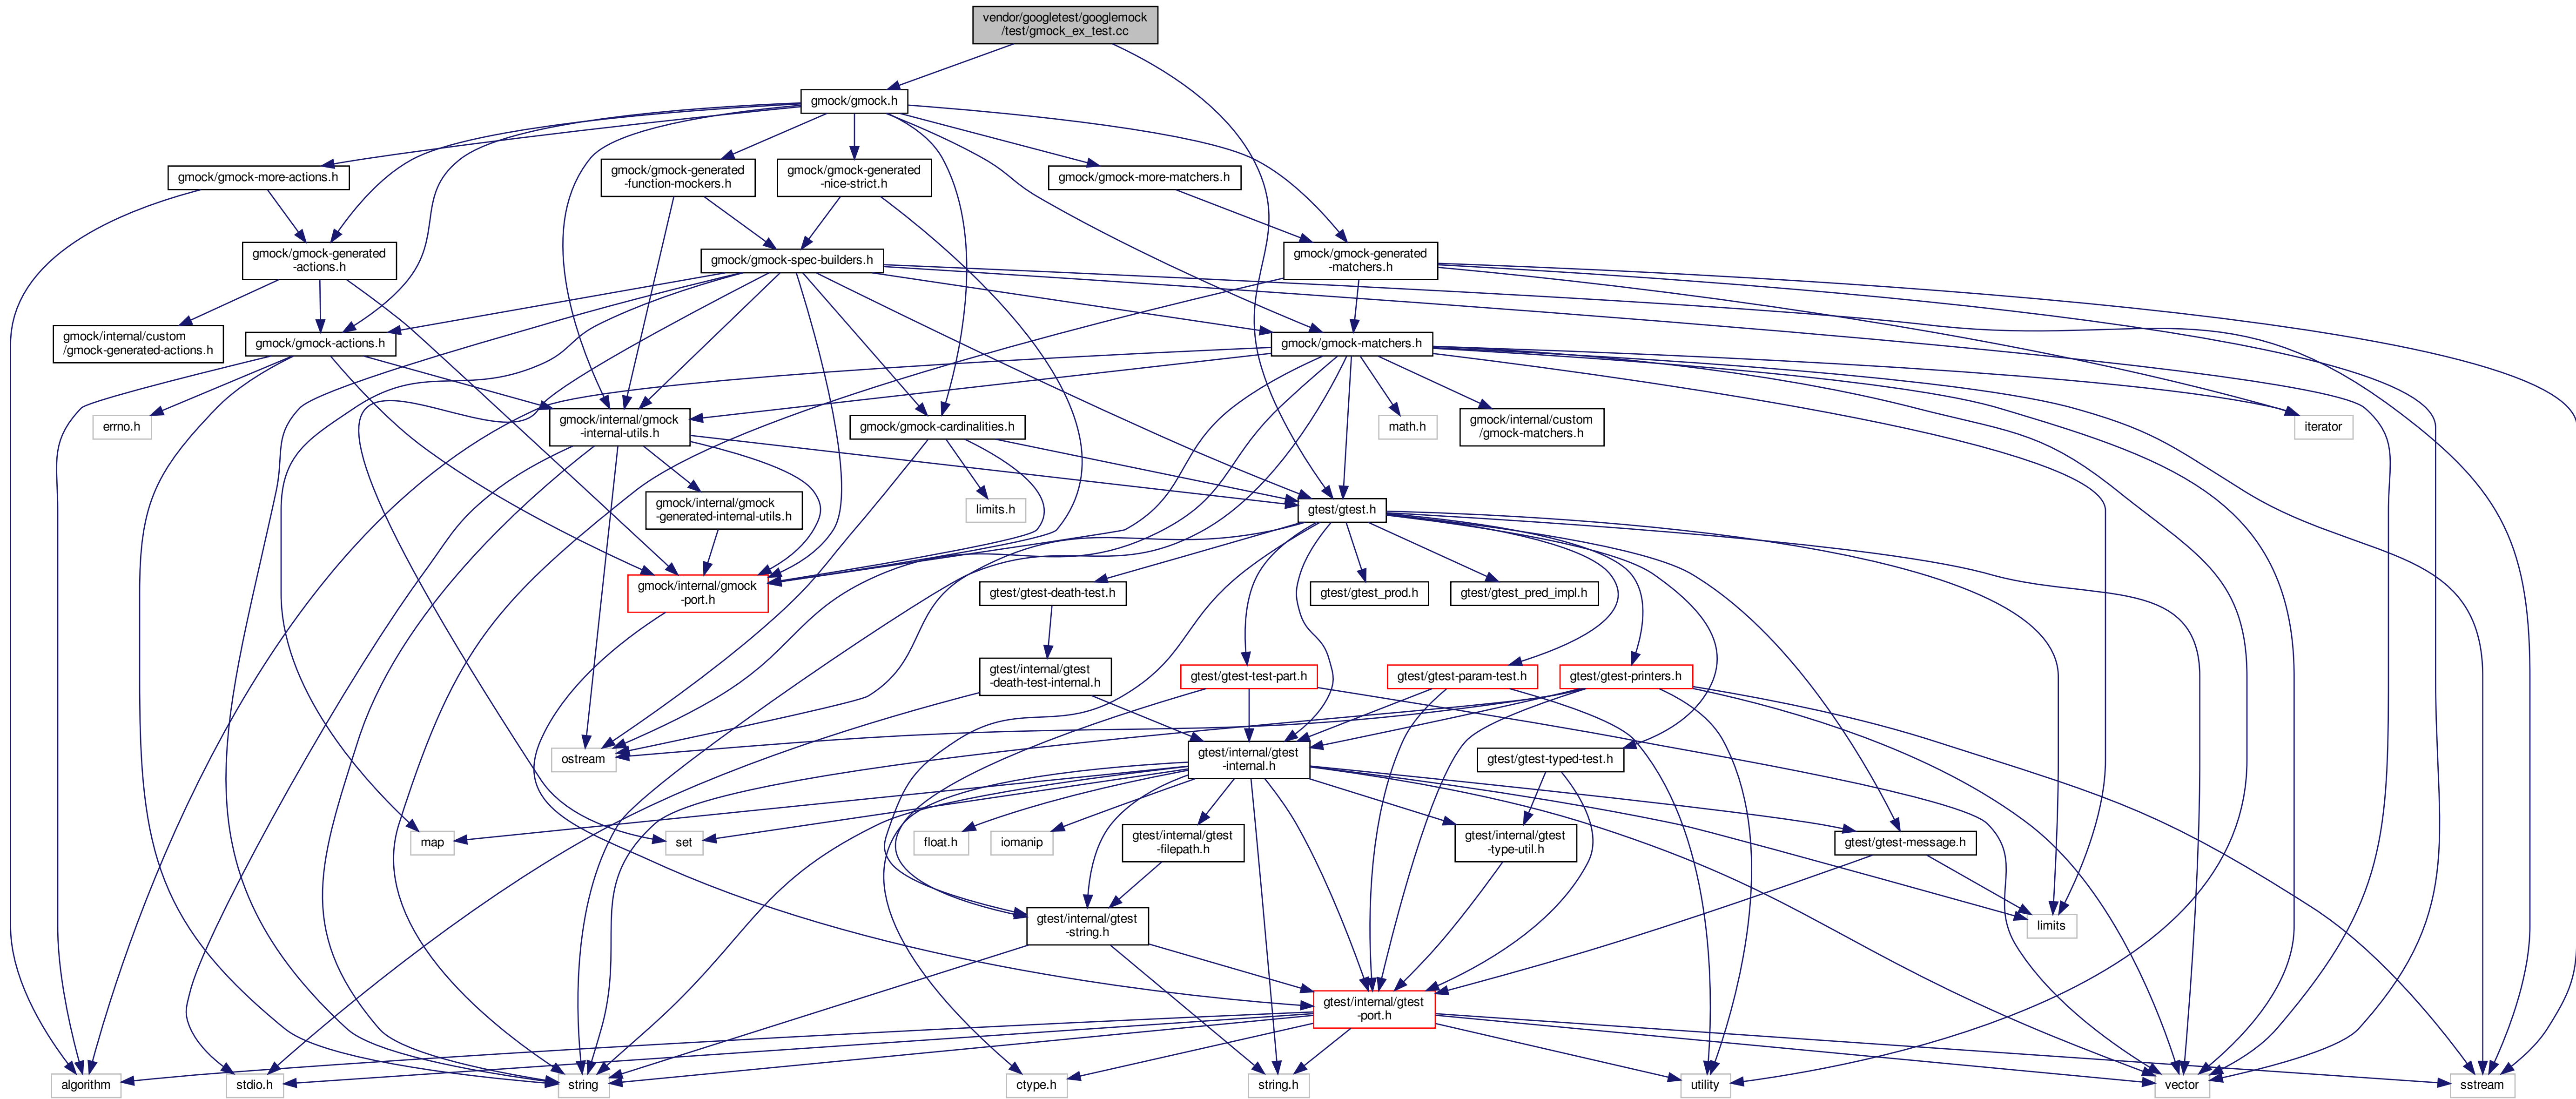 vendor/googletest/googlemock
/test/gmock_ex_test.cc
gmock/gmock.h
gmock/gmock-more-actions.h
gmock/gmock-generated
-function-mockers.h
gmock/gmock-generated
-nice-strict.h
gmock/gmock-more-matchers.h
gmock/gmock-generated
-actions.h
gmock/gmock-spec-builders.h
gmock/gmock-generated
-matchers.h
gmock/internal/custom
/gmock-generated-actions.h
gmock/gmock-actions.h
gmock/gmock-matchers.h
errno.h
gmock/internal/gmock
-internal-utils.h
gmock/gmock-cardinalities.h
math.h
gmock/internal/custom
/gmock-matchers.h
iterator
gmock/internal/gmock
-generated-internal-utils.h
limits.h
gtest/gtest.h
gmock/internal/gmock
-port.h
gtest/gtest-death-test.h
gtest/gtest_prod.h
gtest/gtest_pred_impl.h
gtest/internal/gtest
-death-test-internal.h
gtest/gtest-test-part.h
gtest/gtest-param-test.h
gtest/gtest-printers.h
ostream
gtest/internal/gtest
-internal.h
gtest/gtest-typed-test.h
map
set
float.h
iomanip
gtest/internal/gtest
-filepath.h
gtest/internal/gtest
-type-util.h
gtest/gtest-message.h
gtest/internal/gtest
-string.h
limits
gtest/internal/gtest
-port.h
algorithm
stdio.h
string
ctype.h
string.h
utility
vector
sstream